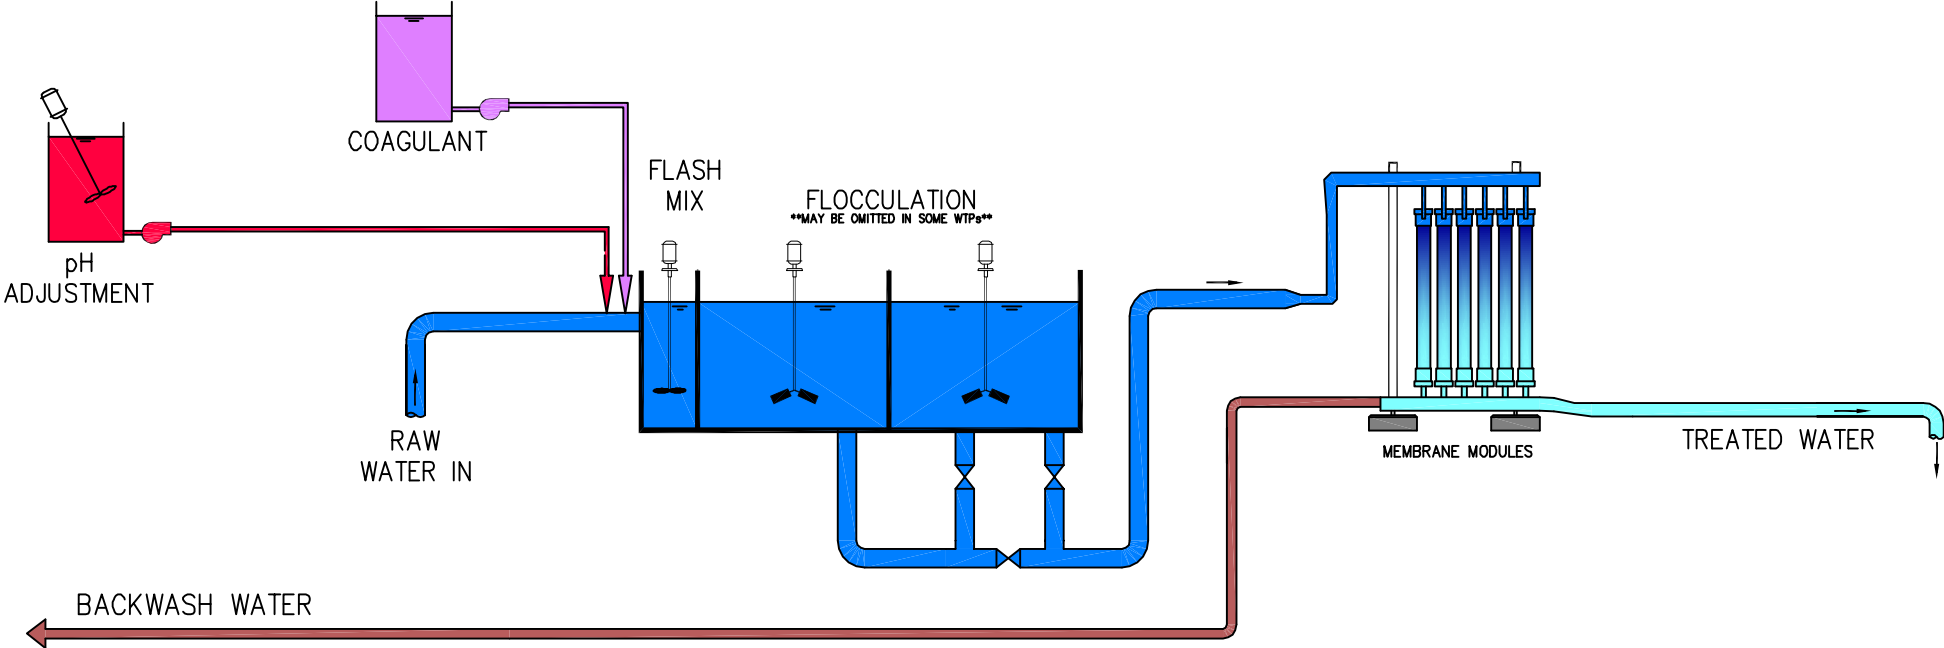 COAGULANT
pH
ADJUSTMENT
FLASH
MIX
FLOCCULATION
**MAY BE OMITTED IN SOME WTPs**
RAW
WATER IN
MEMBRANE MODULES
TREATED WATER
BACKWASH WATER